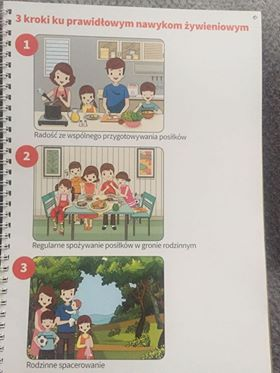 3 kroki ku prawidłowym nawykom żywieniowym
1
Radość ze wspólnego przygotowywania posiłków
2
Regularne spożywanie posiłków w gronie rodzinnym
3
Rodzinne spacerowanie